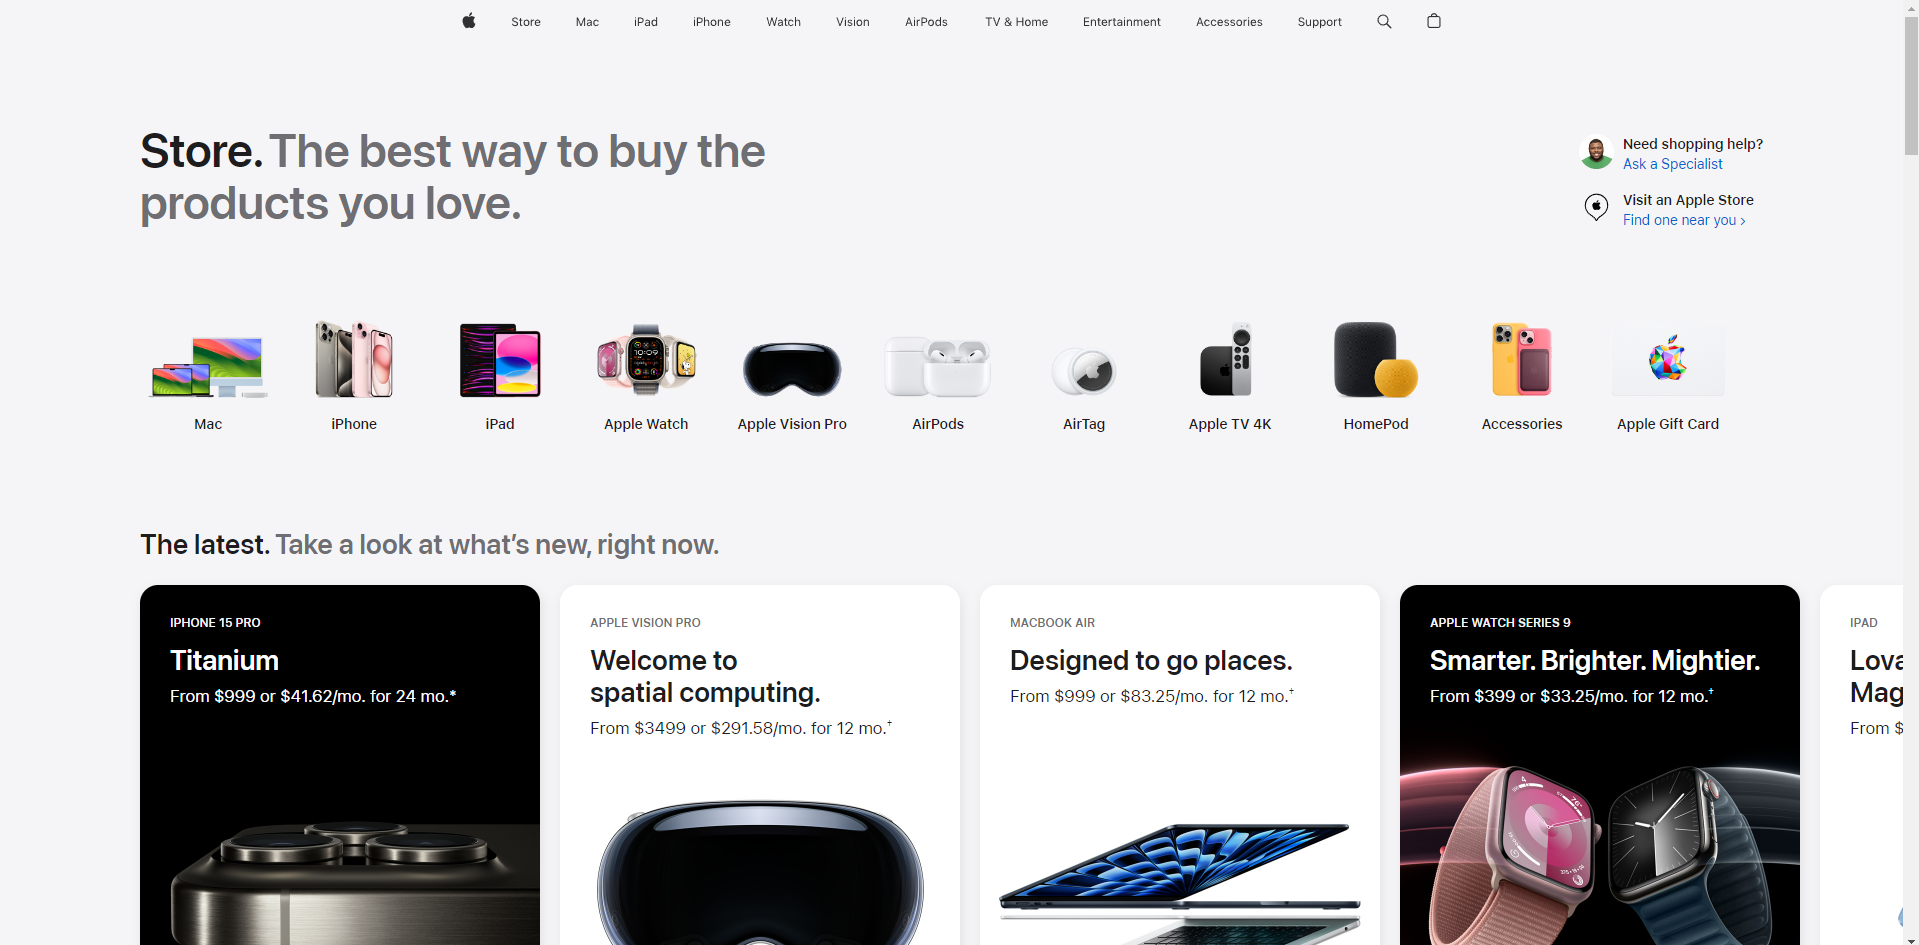 Store
Mac
iPad
iPhone
Watch
Vision
AirPods
TV & Home
Entertainment
Accessories
Support
Store. The best way to buy the
products you love.
Need shopping help?
Ask a Specialist
Visit an Apple Store
Find one near you >
Mac
iPhone
iPad
Apple Watch
Apple Vision Pro
AirPods
AirTag
Apple TV 4K
HomePod
Accessories
Apple Gift Card
The latest. Take a look at what’s new, right now.
IPHONE 15 PRO
Titanium
From $999 or $41.62/mo. for 24 mo.*
APPLE VISION PRO
Welcome to
spatial computing.
From $3499 or $291.58/mo. for 12 mo.†
MACBOOK AIR
Designed to go places.
From $999 or $83.25/mo. for 12 mo.†
APPLE WATCH SERIES 9
Smarter. Brighter. Mightier.
From $399 or $33.25/mo. for 12 mo.†
IPAD
Lova
Mag
From $